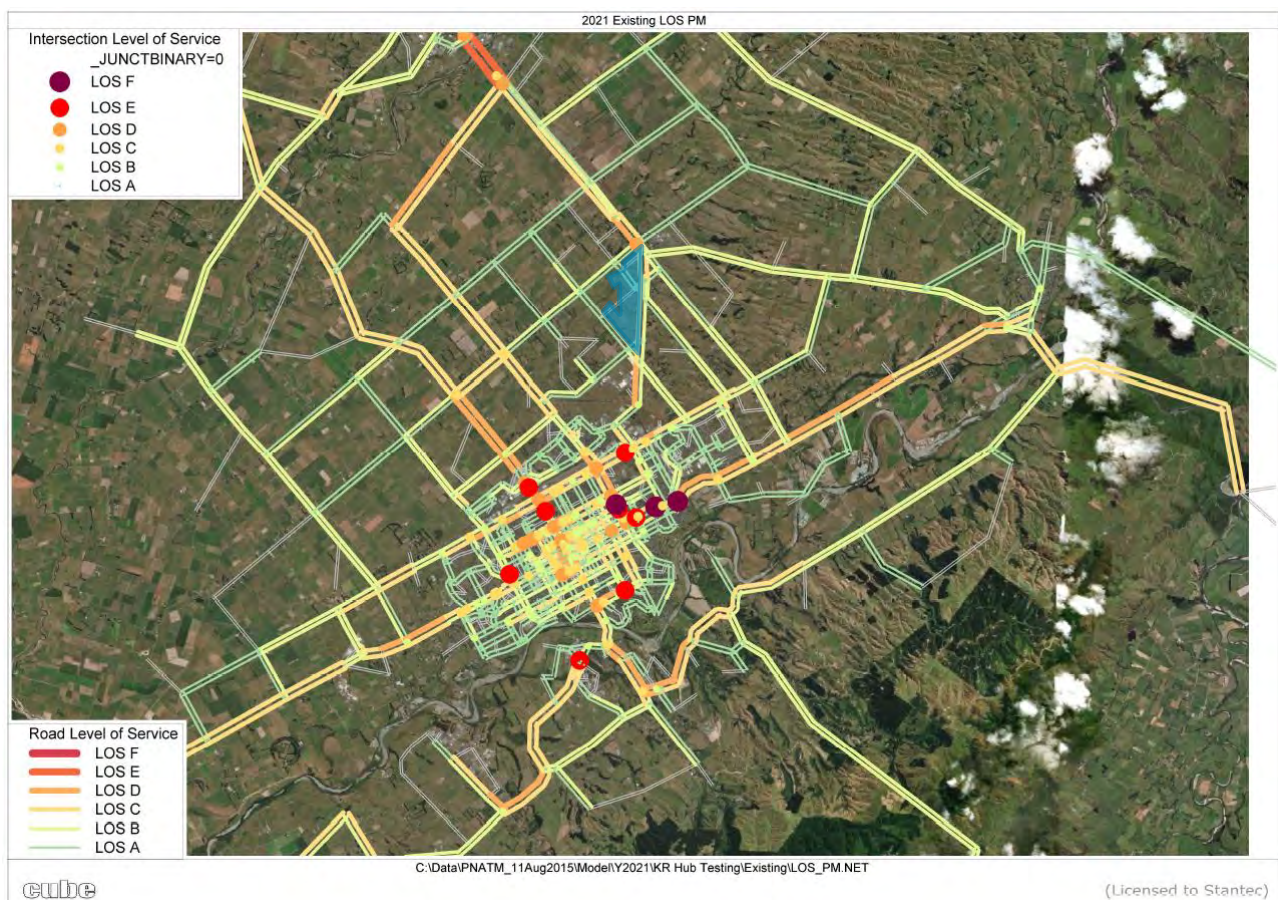 2021 Existing LOS PM
Intersection Level of Service
_JUNCTBINARY=0
LOS F
LOS E
LOS D
LOS C
LOS B
LOS A
Road Level of Service
LOS F
LOS E
LOS D
LOS C
LOS B
LOS A
C:\Data\PNATM_11Aug2015\Model\Y2021\KR Hub Testing\Existing\LOS_PM.NET
cube
(Licensed to Stantec)